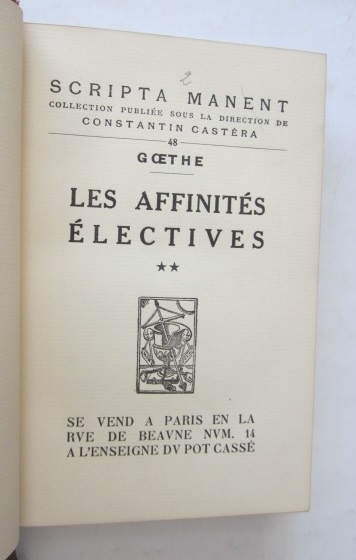 2
SCRIPTA MANENT
COLLECTION PUBLIÉE SOUS LA DIRECTION DE
CONSTANTIN CASTÉRA
48
GŒTHE
LES AFFINITÉS
ÉLECTIVES
★★
SE VEND A PARIS EN LA
RVE DE BEAVNE NVM. 14
A L'ENSEIGNE DV POT CASSÉ